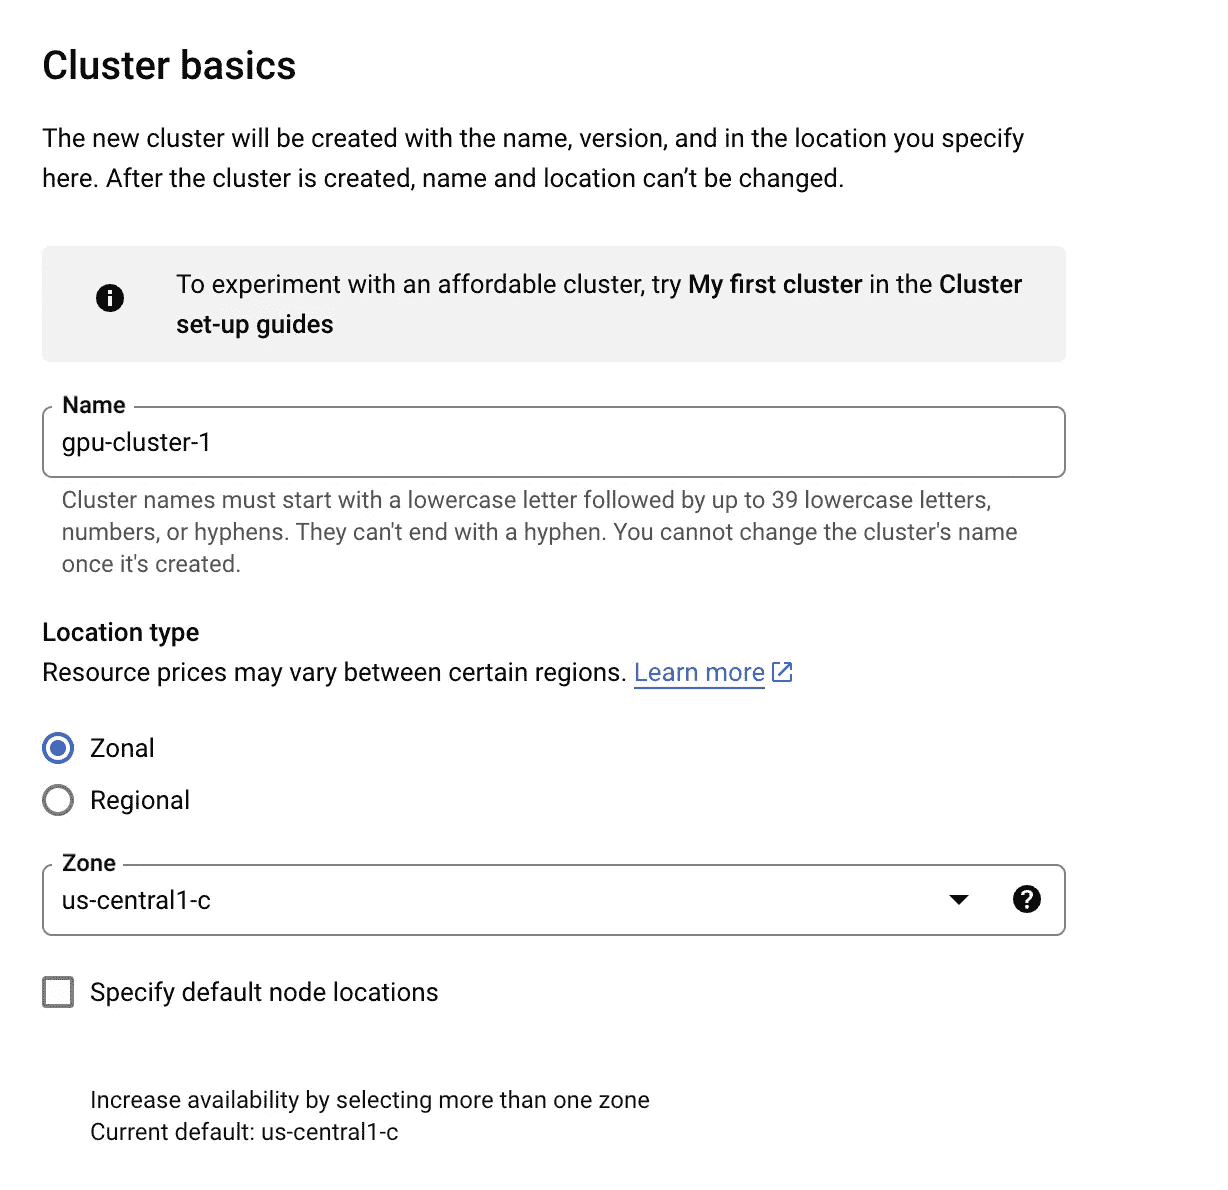 Cluster basics
The new cluster will be created with the name, version, and in the location you specify
here. After the cluster is created, name and location can’t be changed.
To experiment with an affordable cluster, try My first cluster in the Cluster
set-up guides
Name
gpu-cluster-1
Cluster names must start with a lowercase letter followed by up to 39 lowercase letters,
numbers, or hyphens. They can't end with a hyphen. You cannot change the cluster's name
once it's created.
Location type
Resource prices may vary between certain regions. Learn more
Zonal
Regional
Zone
us-central1-c
Specify default node locations
Increase availability by selecting more than one zone
Current default: us-central1-c